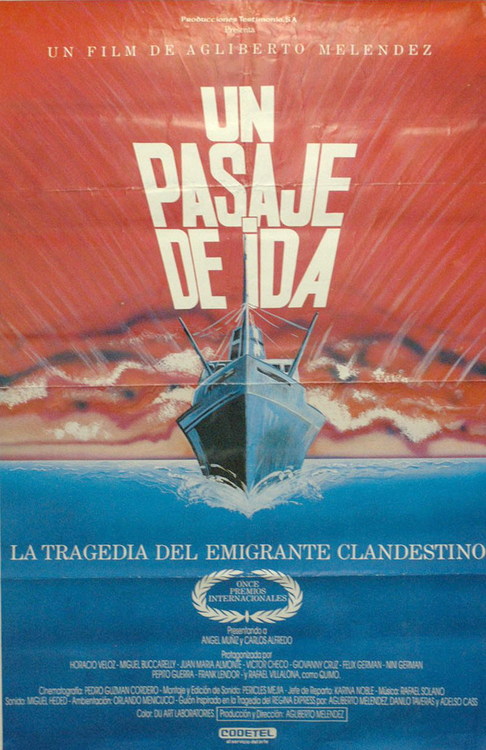 Producciones Testimonio, S.A.
Presenta
UN FILM DE AGLIBERTO MELENDEZ
UN
PASAJE
DE IDA
LA TRAGEDIA DEL EMIGRANTE CLANDESTINO
ONCE
PREMIOS
INTERNACIONALES
Presentando a
ANGEL MUÑIZ y CARLOS ALFREDO
Protagonizada por
HORACIO VELOZ - MIGUEL BUCCARELLY - JUAN MARIA ALMONTE - VICTOR CHECO - GIOVANNY CRUZ - FELIX GERMAN - NINI GERMAN
PEPITO GUERRA - FRANK LENDOR - y RAFAEL VILLALONA, como QUIMO.
Cinematografía: PEDRO GUZMAN CORDERO - Montaje y Edición de Sonido: PERICLES MEJIA - Jefe de Reparto: KARINA NOBLE - Música: RAFAEL SOLANO
Sonido: MIGUEL HEDED - Ambientación: ORLANDO MENICUCCI - Guión Inspirado en la Tragedia del REGINA EXPRESS por: AGLIBERTO MELENDEZ, DANILO TAVERAS y ADELSO CASS
Color: DU ART LABORATORIES Producción y Dirección: AGLIBERTO MELENDEZ
CODETEL